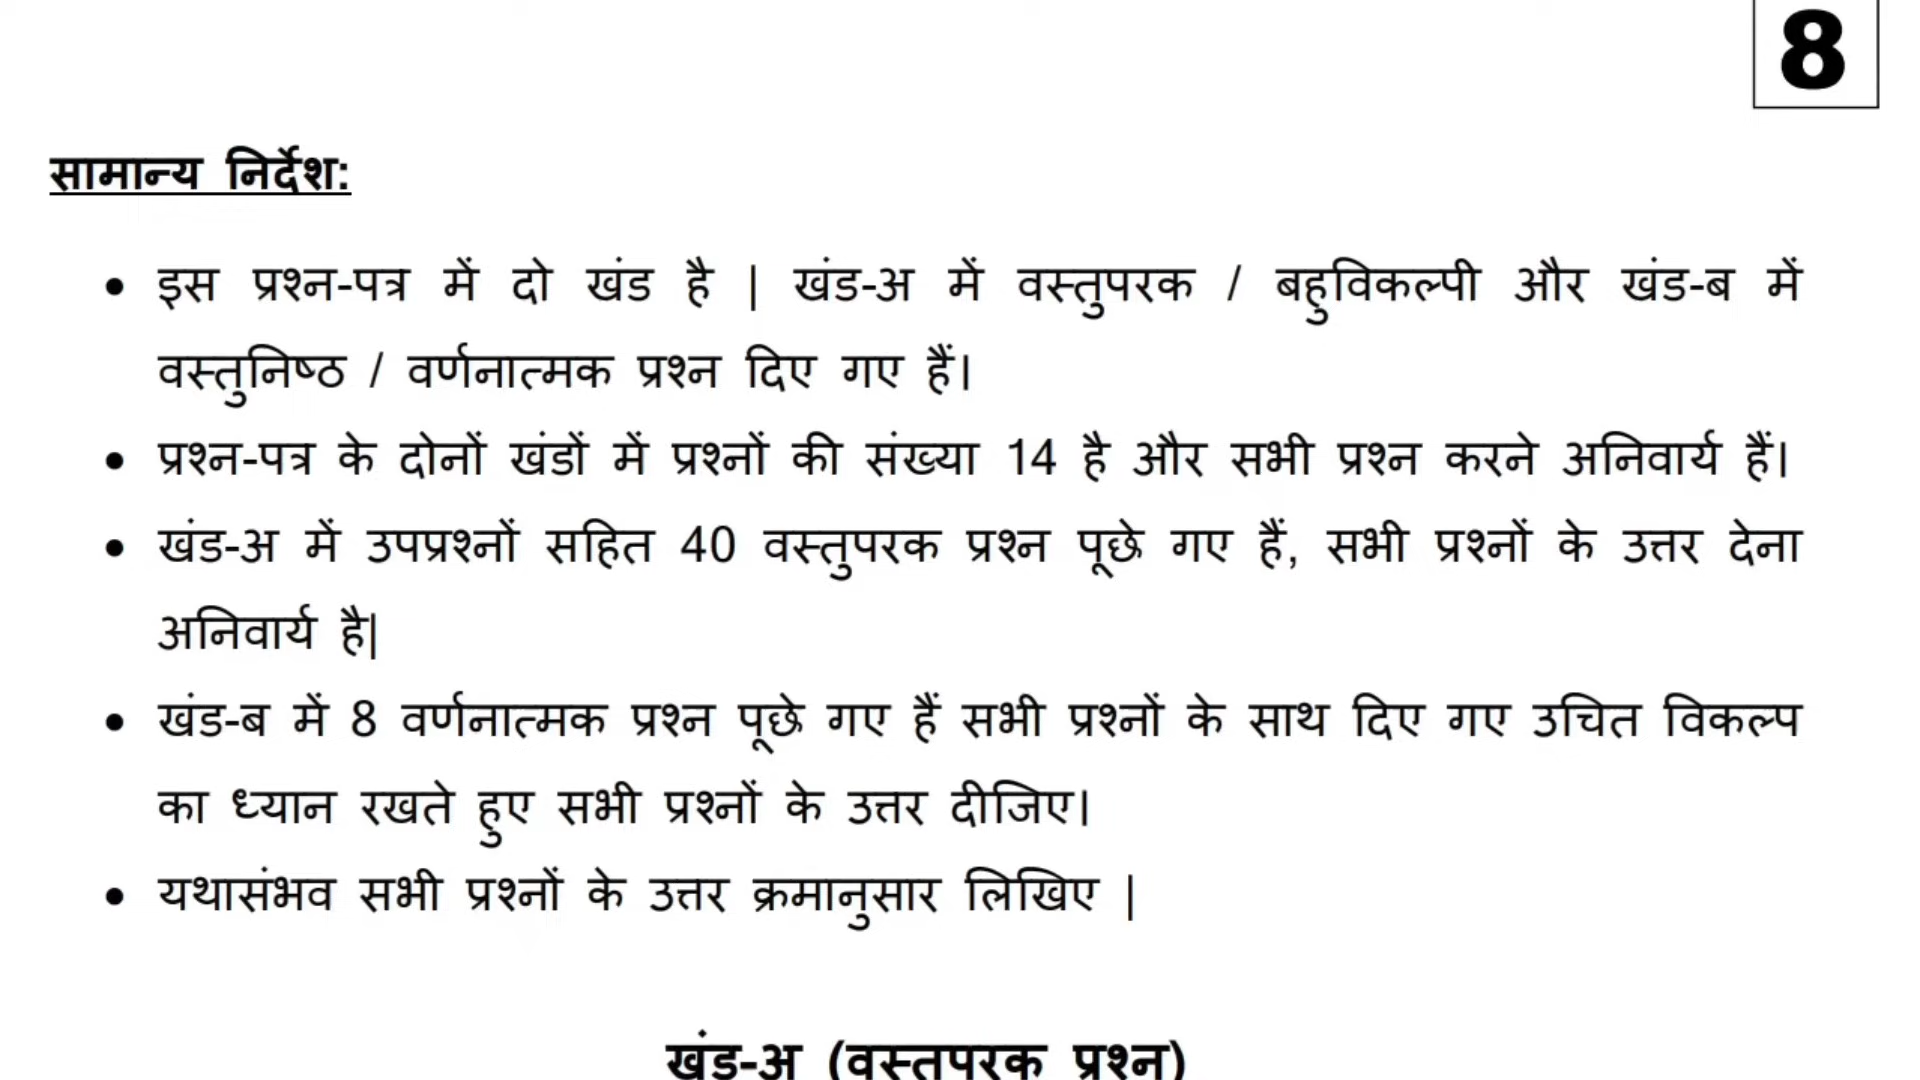 8
सामान्य निर्देश:
• इस प्रश्न-पत्र में दो खंड है | खंड-अ में वस्तुपरक / बहुविकल्पी और खंड-ब में
वस्तुनिष्ठ / वर्णनात्मक प्रश्न दिए गए हैं।
• प्रश्न-पत्र के दोनों खंडों में प्रश्नों की संख्या 14 है और सभी प्रश्न करने अनिवार्य हैं।
• खंड-अ में उपप्रश्नों सहित 40 वस्तुपरक प्रश्न पूछे गए हैं, सभी प्रश्नों के उत्तर देना
अनिवार्य है|
• खंड-ब में 8 वर्णनात्मक प्रश्न पूछे गए हैं सभी प्रश्नों के साथ दिए गए उचित विकल्प
का ध्यान रखते हुए सभी प्रश्नों के उत्तर दीजिए।
• यथासंभव सभी प्रश्नों के उत्तर क्रमानुसार लिखिए |
खंड-अ (वस्तुपरक प्रश्न)